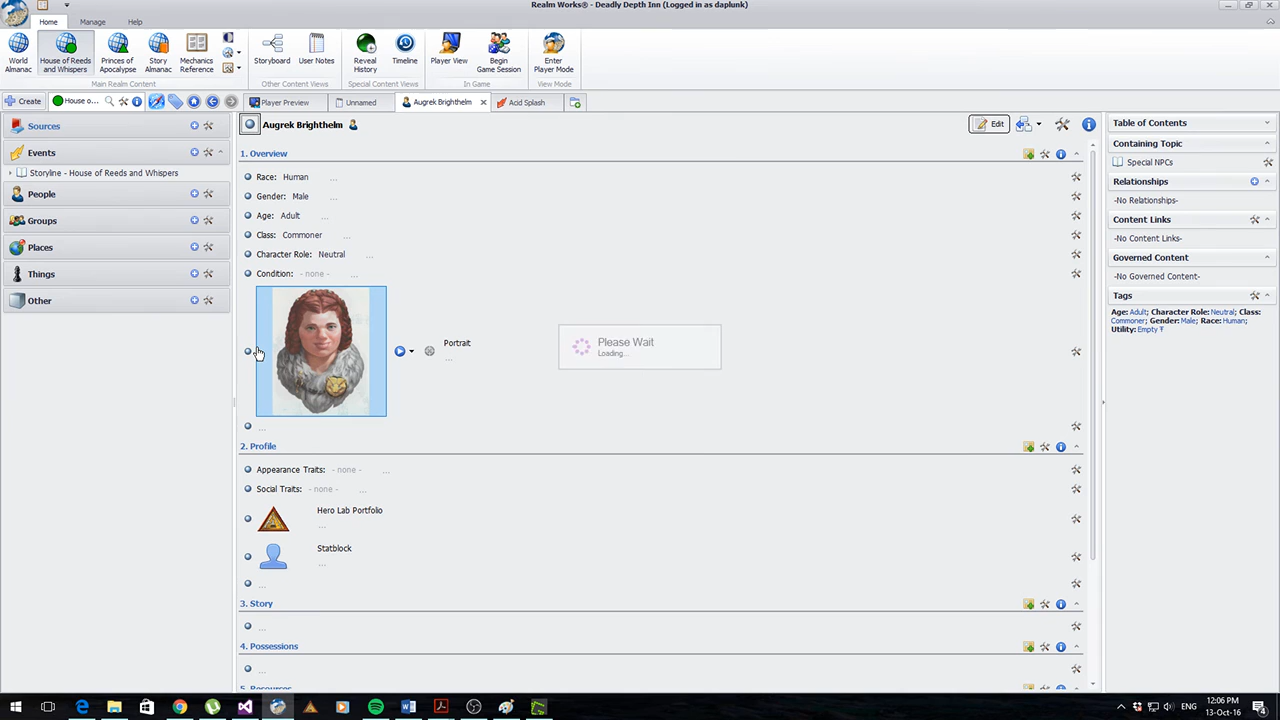 Realm Works® - Deadly Depth Inn (Logged in as daplunk)
Home Manage Help
World Almanac
House of Reeds and Whispers
Princes of Apocalypse
Story Almanac
Mechanics Reference
Storyboard
User Notes
Reveal History
Timeline
Player View
Begin Game Session
Enter Player Mode
Main Realm Content
Other Content Views
Special Content Views
In Game
View Mode
Create
House o...
Player Preview
Unnamed
Augrek Brighthelm
Acid Splash
Sources
Events
Storyline - House of Reeds and Whispers
People
Groups
Places
Things
Other
Augrek Brighthelm
Edit
1. Overview
Race: Human ...
Gender: Male ...
Age: Adult ...
Class: Commoner ...
Character Role: Neutral ...
Condition: - none - ...
Portrait
...
Please Wait
Loading...
...
2. Profile
Appearance Traits: - none - ...
Social Traits: - none - ...
Hero Lab Portfolio
...
Statblock
...
...
3. Story
...
4. Possessions
...
5. Resources
Table of Contents
Containing Topic
Special NPCs
Relationships
-No Relationships-
Content Links
-No Content Links-
Governed Content
-No Governed Content-
Tags
Age: Adult; Character Role: Neutral; Class:
Commoner; Gender: Male; Race: Human;
Utility: Empty Ŧ
12:06 PM
13-Oct-16